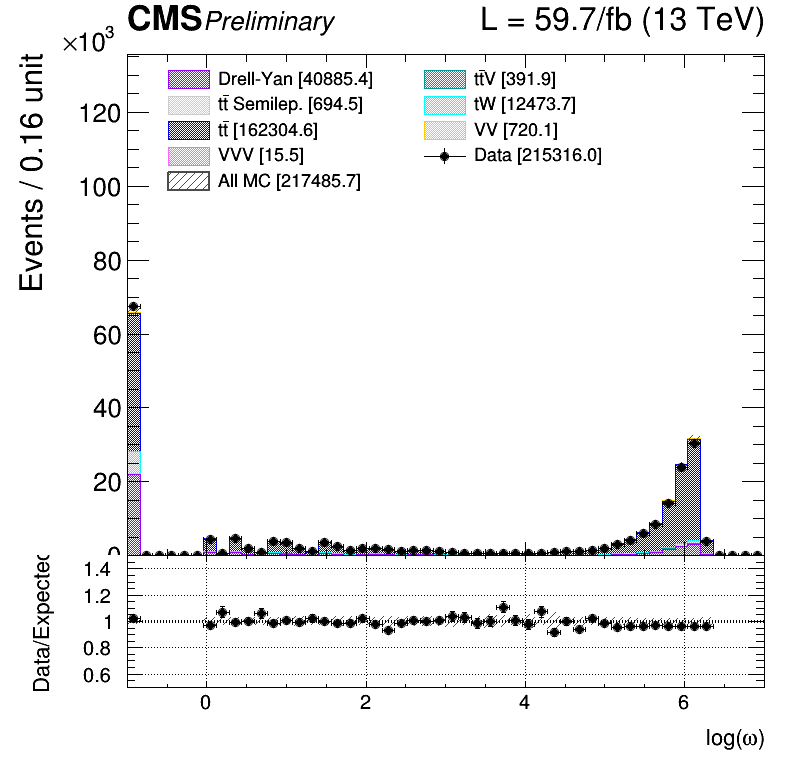 CMS Preliminary L = 59.7/fb (13 TeV)
×10³
Events / 0.16 unit
120
100
80
60
40
20
0
Drell-Yan [40885.4]
tt̄ Semilep. [694.5]
tt̄ [162304.6]
VVV [15.5]
All MC [217485.7]
tt̄V [391.9]
tW [12473.7]
VV [720.1]
Data [215316.0]
Data/Expected
1.4
1.2
1
0.8
0.6
0 2 4 6
log(ω)